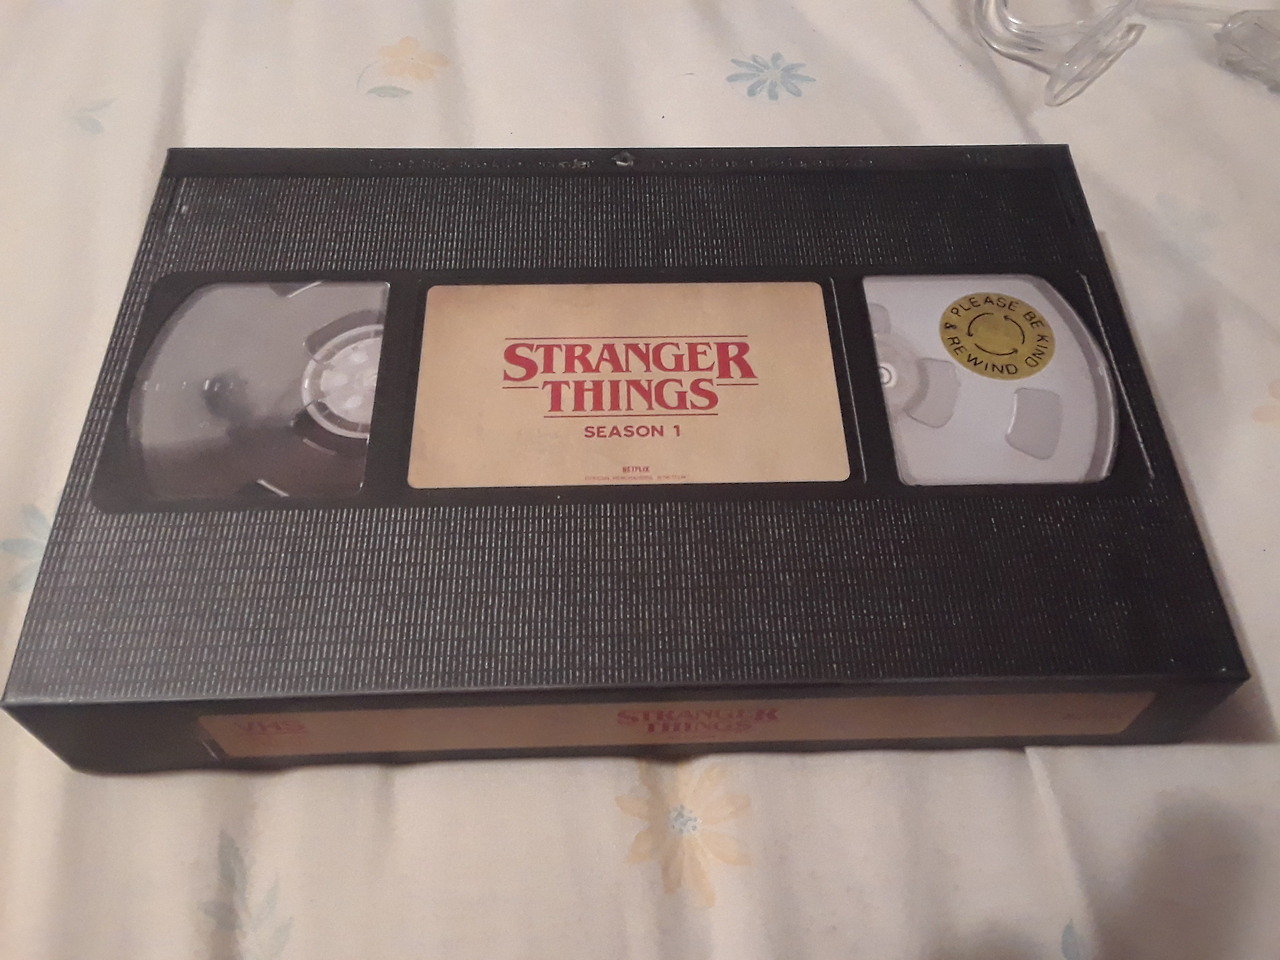 STRANGER
THINGS
SEASON 1
NETFLIX
PLEASE BE KIND
& REWIND
VHS
STRANGER
THINGS